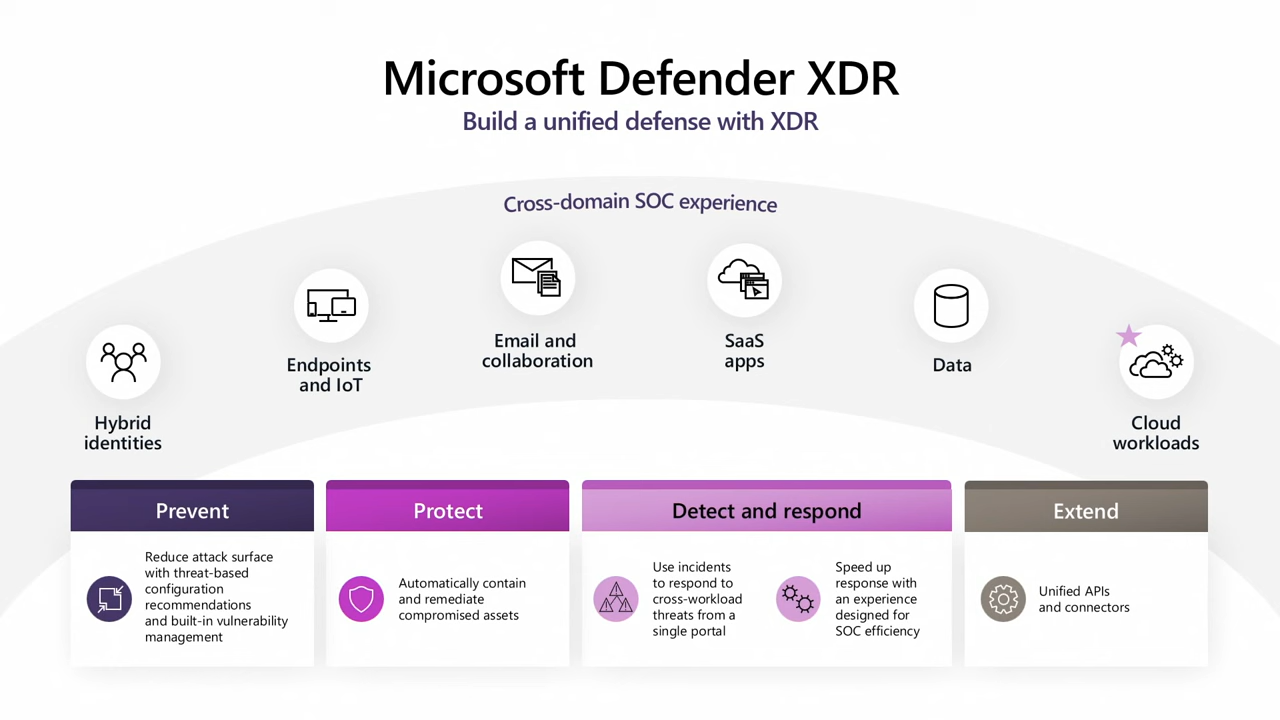 Microsoft Defender XDR
Build a unified defense with XDR
Cross-domain SOC experience
Hybrid
identities
Endpoints
and IoT
Email and
collaboration
SaaS
apps
Data
Cloud
workloads
Prevent
Reduce attack surface
with threat-based
configuration
recommendations
and built-in vulnerability
management
Protect
Automatically contain
and remediate
compromised assets
Detect and respond
Use incidents
to respond to
cross-workload
threats from a
single portal
Speed up
response with
an experience
designed for
SOC efficiency
Extend
Unified APIs
and connectors